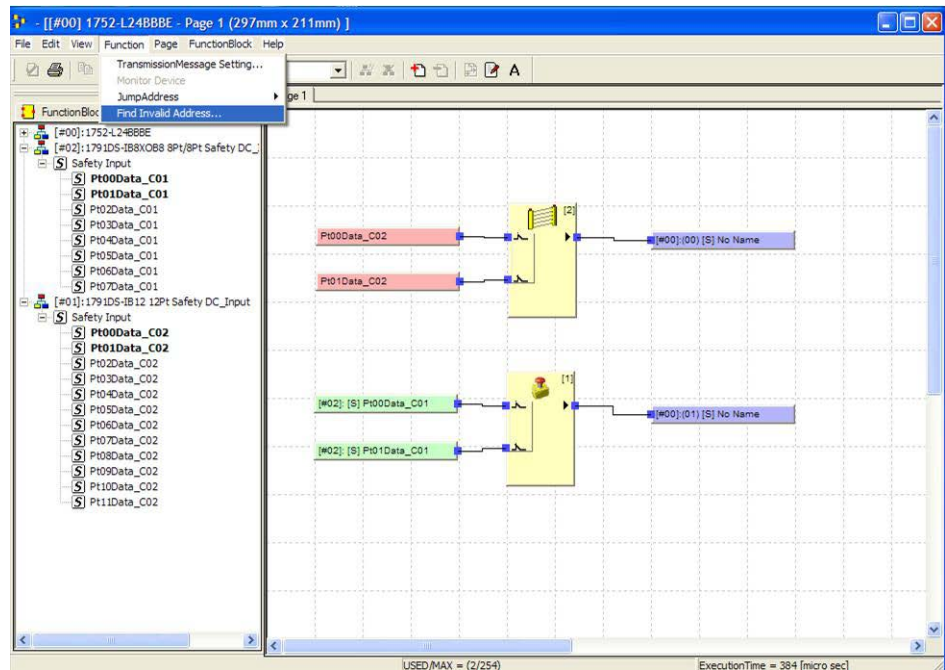 - [[#00] 1752-L24BBBE - Page 1 (297mm x 211mm) ]
File Edit View Function Page FunctionBlock Help
TransmissionMessage Setting...
Monitor Device
JumpAddress
Find Invalid Address...
A
ge 1
FunctionBloc
[#00]:1752-L24BBBE
[#02]:1791DS-IB8XOB8 8Pt/8Pt Safety DC_
S Safety Input
S Pt00Data_C01
S Pt01Data_C01
S Pt02Data_C01
S Pt03Data_C01
S Pt04Data_C01
S Pt05Data_C01
S Pt06Data_C01
S Pt07Data_C01
[#01]:1791DS-IB12 12Pt Safety DC_Input
S Safety Input
S Pt00Data_C02
S Pt01Data_C02
S Pt02Data_C02
S Pt03Data_C02
S Pt04Data_C02
S Pt05Data_C02
S Pt06Data_C02
S Pt07Data_C02
S Pt08Data_C02
S Pt09Data_C02
S Pt10Data_C02
S Pt11Data_C02
[2]
Pt00Data_C02
[#00]:(00) [S] No Name
Pt01Data_C02
[1]
[#02]: [S] Pt00Data_C01
[#00]:(01) [S] No Name
[#02]: [S] Pt01Data_C01
USED/MAX = (2/254)
ExecutionTime = 384 [micro sec]